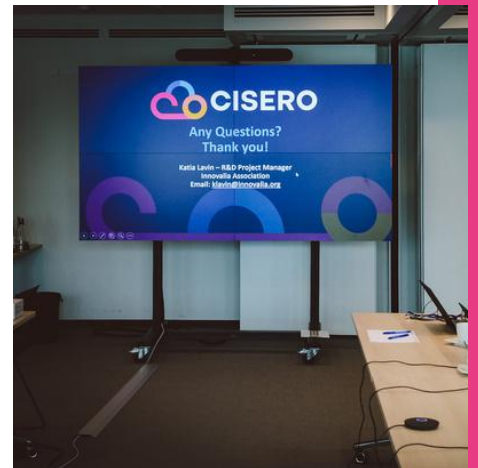 CISERO
Any Questions?
Thank you!
Katia Lavin – R&D Project Manager
Innovalia Association
Email: klavin@innovalia.org